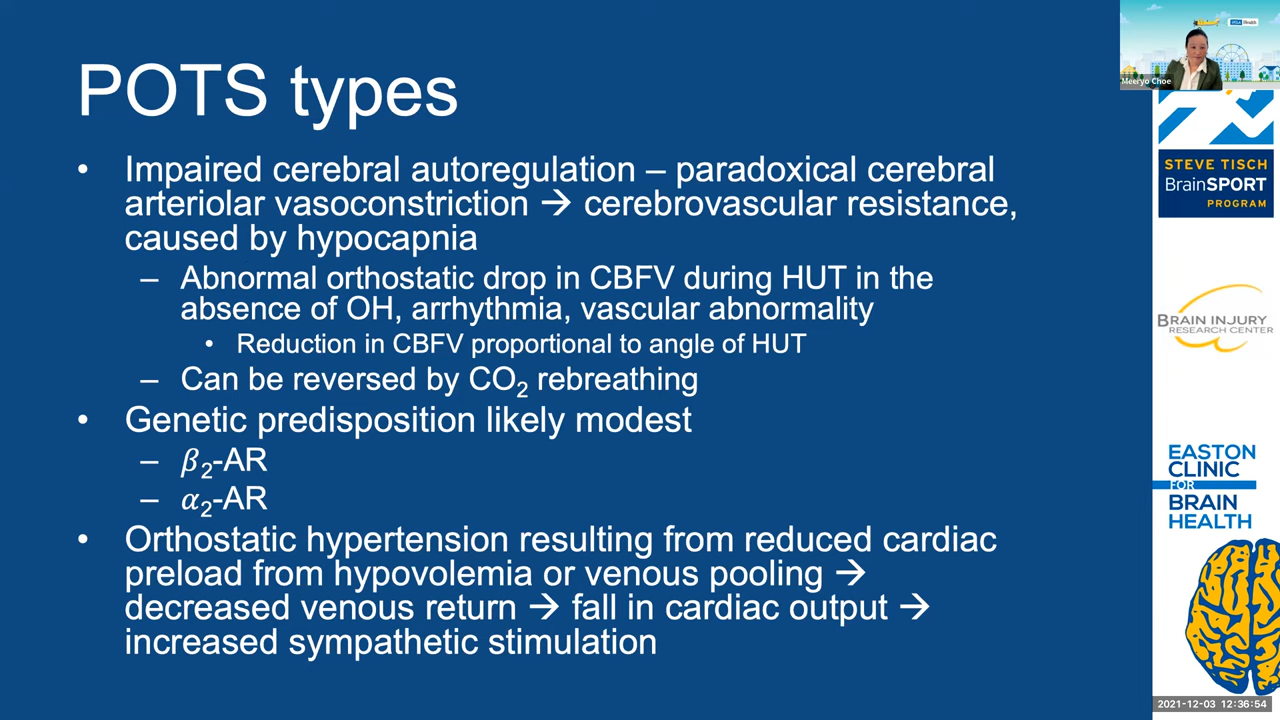 POTS types
• Impaired cerebral autoregulation – paradoxical cerebral
arteriolar vasoconstriction → cerebrovascular resistance,
caused by hypocapnia
– Abnormal orthostatic drop in CBFV during HUT in the
absence of OH, arrhythmia, vascular abnormality
• Reduction in CBFV proportional to angle of HUT
– Can be reversed by CO₂ rebreathing
• Genetic predisposition likely modest
– β₂-AR
– α₂-AR
• Orthostatic hypertension resulting from reduced cardiac
preload from hypovolemia or venous pooling →
decreased venous return → fall in cardiac output →
increased sympathetic stimulation
Meeryo Choe
STEVE TISCH
BrainSPORT
PROGRAM
BRAIN INJURY
RESEARCH CENTER
EASTON
CLINIC
FOR
BRAIN
HEALTH
2021-12-03 12:36:54